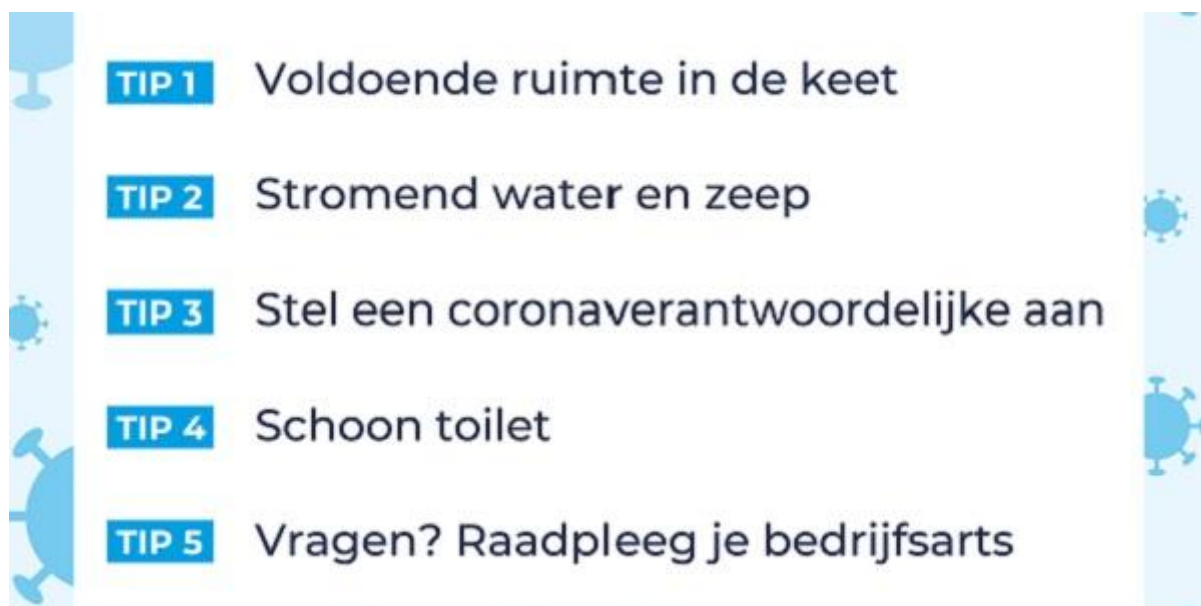 TIP 1 Voldoende ruimte in de keet
TIP 2 Stromend water en zeep
TIP 3 Stel een coronaverantwoordelijke aan
TIP 4 Schoon toilet
TIP 5 Vragen? Raadpleeg je bedrijfsarts